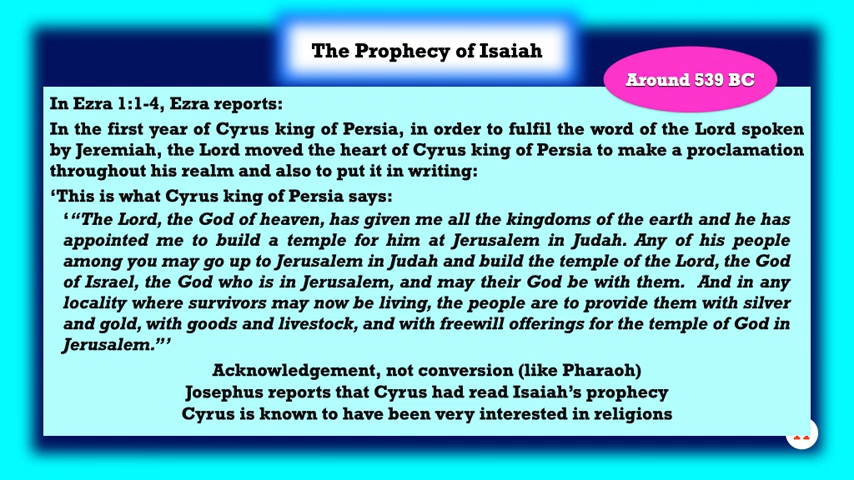 The Prophecy of Isaiah
Around 539 BC
In Ezra 1:1-4, Ezra reports:
In the first year of Cyrus king of Persia, in order to fulfil the word of the Lord spoken
by Jeremiah, the Lord moved the heart of Cyrus king of Persia to make a proclamation
throughout his realm and also to put it in writing:
‘This is what Cyrus king of Persia says:
‘“The Lord, the God of heaven, has given me all the kingdoms of the earth and he has
appointed me to build a temple for him at Jerusalem in Judah. Any of his people
among you may go up to Jerusalem in Judah and build the temple of the Lord, the God
of Israel, the God who is in Jerusalem, and may their God be with them. And in any
locality where survivors may now be living, the people are to provide them with silver
and gold, with goods and livestock, and with freewill offerings for the temple of God in
Jerusalem.”’
Acknowledgement, not conversion (like Pharaoh)
Josephus reports that Cyrus had read Isaiah’s prophecy
Cyrus is known to have been very interested in religions